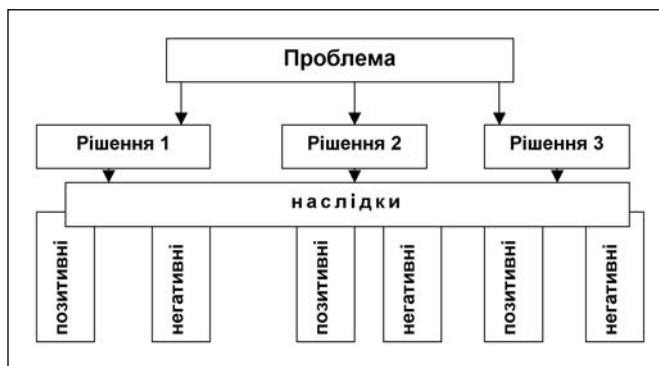 Проблема
Рішення 1
Рішення 2
Рішення 3
наслідки
позитивні
негативні
позитивні
негативні
позитивні
негативні